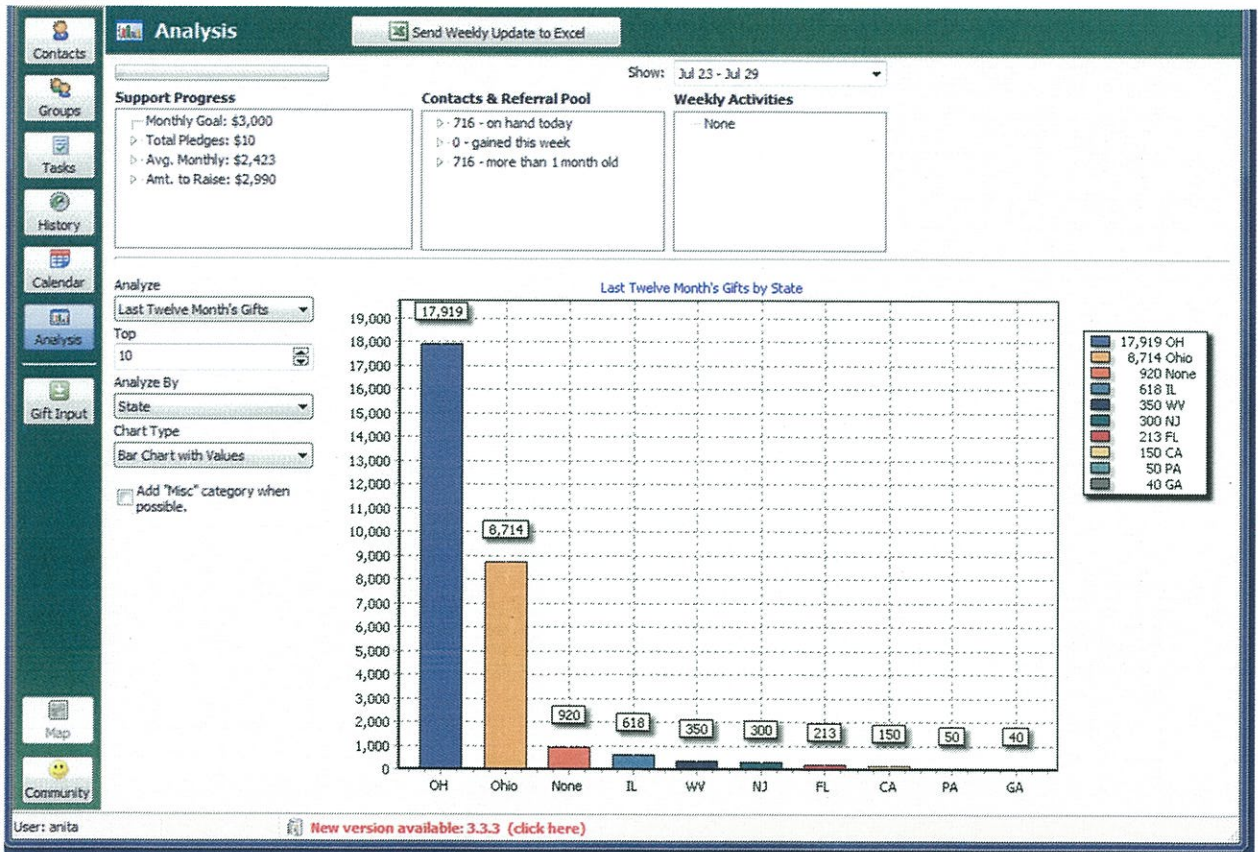 Contacts
Groups
Tasks
History
Calendar
Analysis
Gift Input
Map
Community
Analysis
Send Weekly Update to Excel
Show: Jul 23 - Jul 29
Support Progress
Monthly Goal: $3,000
Total Pledges: $10
Avg. Monthly: $2,423
Amt. to Raise: $2,990
Contacts & Referral Pool
716 - on hand today
0 - gained this week
716 - more than 1 month old
Weekly Activities
None
Analyze
Last Twelve Month's Gifts
Top
10
Analyze By
State
Chart Type
Bar Chart with Values
Add "Misc" category when
possible.
Last Twelve Month's Gifts by State
19,000
18,000
17,000
16,000
15,000
14,000
13,000
12,000
11,000
10,000
9,000
8,000
7,000
6,000
5,000
4,000
3,000
2,000
1,000
0
17,919
8,714
920
618
350
300
213
150
50
40
OH Ohio None IL WV NJ FL CA PA GA
17,919 OH
8,714 Ohio
920 None
618 IL
350 WV
300 NJ
213 FL
150 CA
50 PA
40 GA
User: anita
New version available: 3.3.3 (click here)